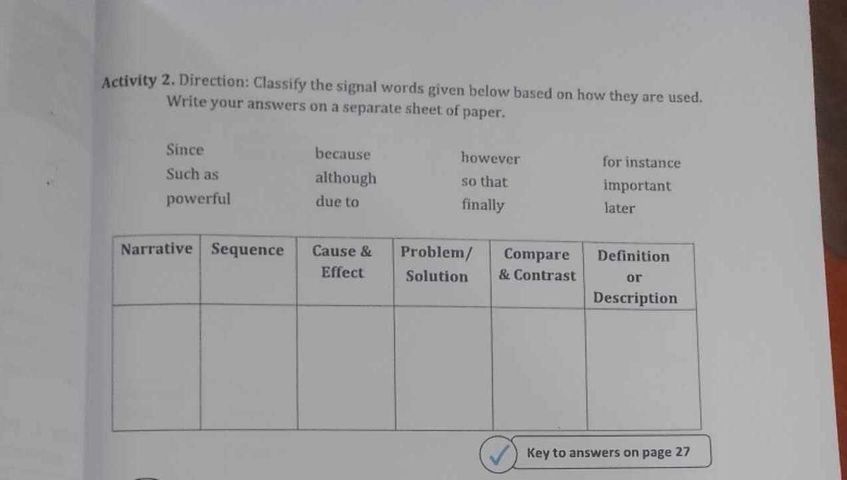 Activity 2. Direction: Classify the signal words given below based on how they are used.
Write your answers on a separate sheet of paper.
Since because however for instance
Such as although so that important
powerful due to finally later
Narrative Sequence Cause & Effect Problem/ Solution Compare & Contrast Definition or Description
Key to answers on page 27